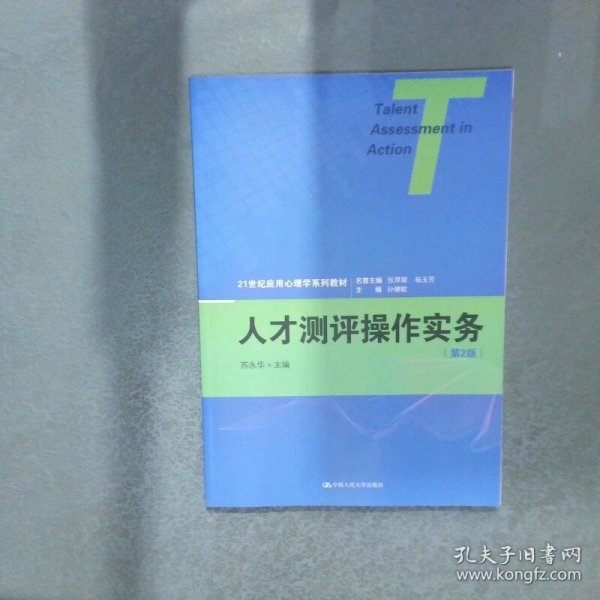 Talent
Assessment in
Action
T
21世纪应用心理学系列教材
名誉主编 张厚粲 杨玉芳
主 编 孙健敏
人才测评操作实务
(第2版)
苏永华·主编
中国人民大学出版社
孔夫子旧书网
www.kongfz.com